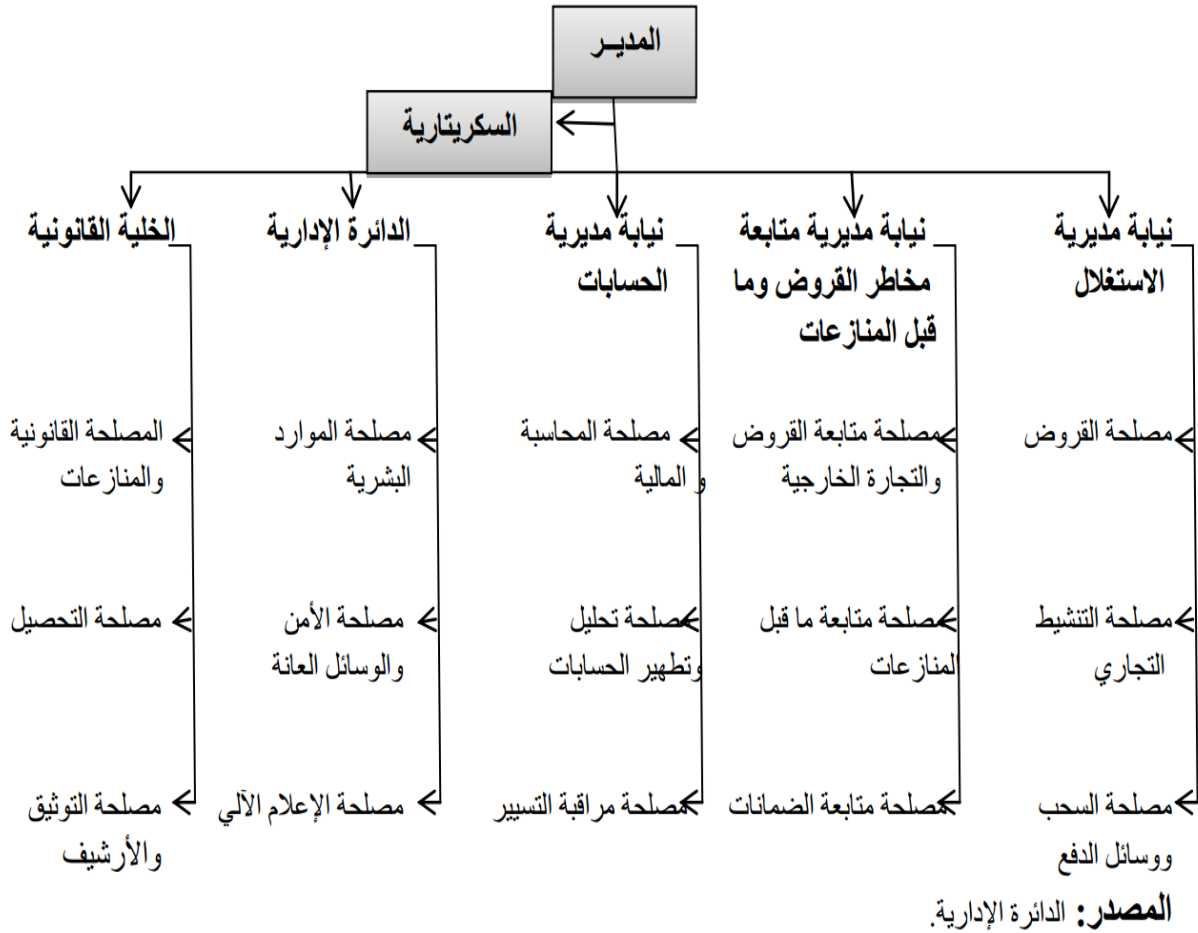 المديــر
السكريتارية
نيابة مديرية
الاستغلال
مصلحة القروض
مصلحة التنشيط
التجاري
مصلحة السحب
ووسائل الدفع
نيابة مديرية متابعة
مخاطر القروض وما
قبل المنازعات
مصلحة متابعة القروض
والتجارة الخارجية
مصلحة متابعة ما قبل
المنازعات
مصلحة متابعة الضمانات
نيابة مديرية
الحسابات
مصلحة المحاسبة
و المالية
مصلحة تحليل
وتطهير الحسابات
مصلحة مراقبة التسيير
الدائرة الإدارية
مصلحة الموارد
البشرية
مصلحة الأمن
والوسائل العانة
مصلحة الإعلام الآلي
الخلية القانونية
المصلحة القانونية
والمنازعات
مصلحة التحصيل
مصلحة التوثيق
والأرشيف
المصدر: الدائرة الإدارية.